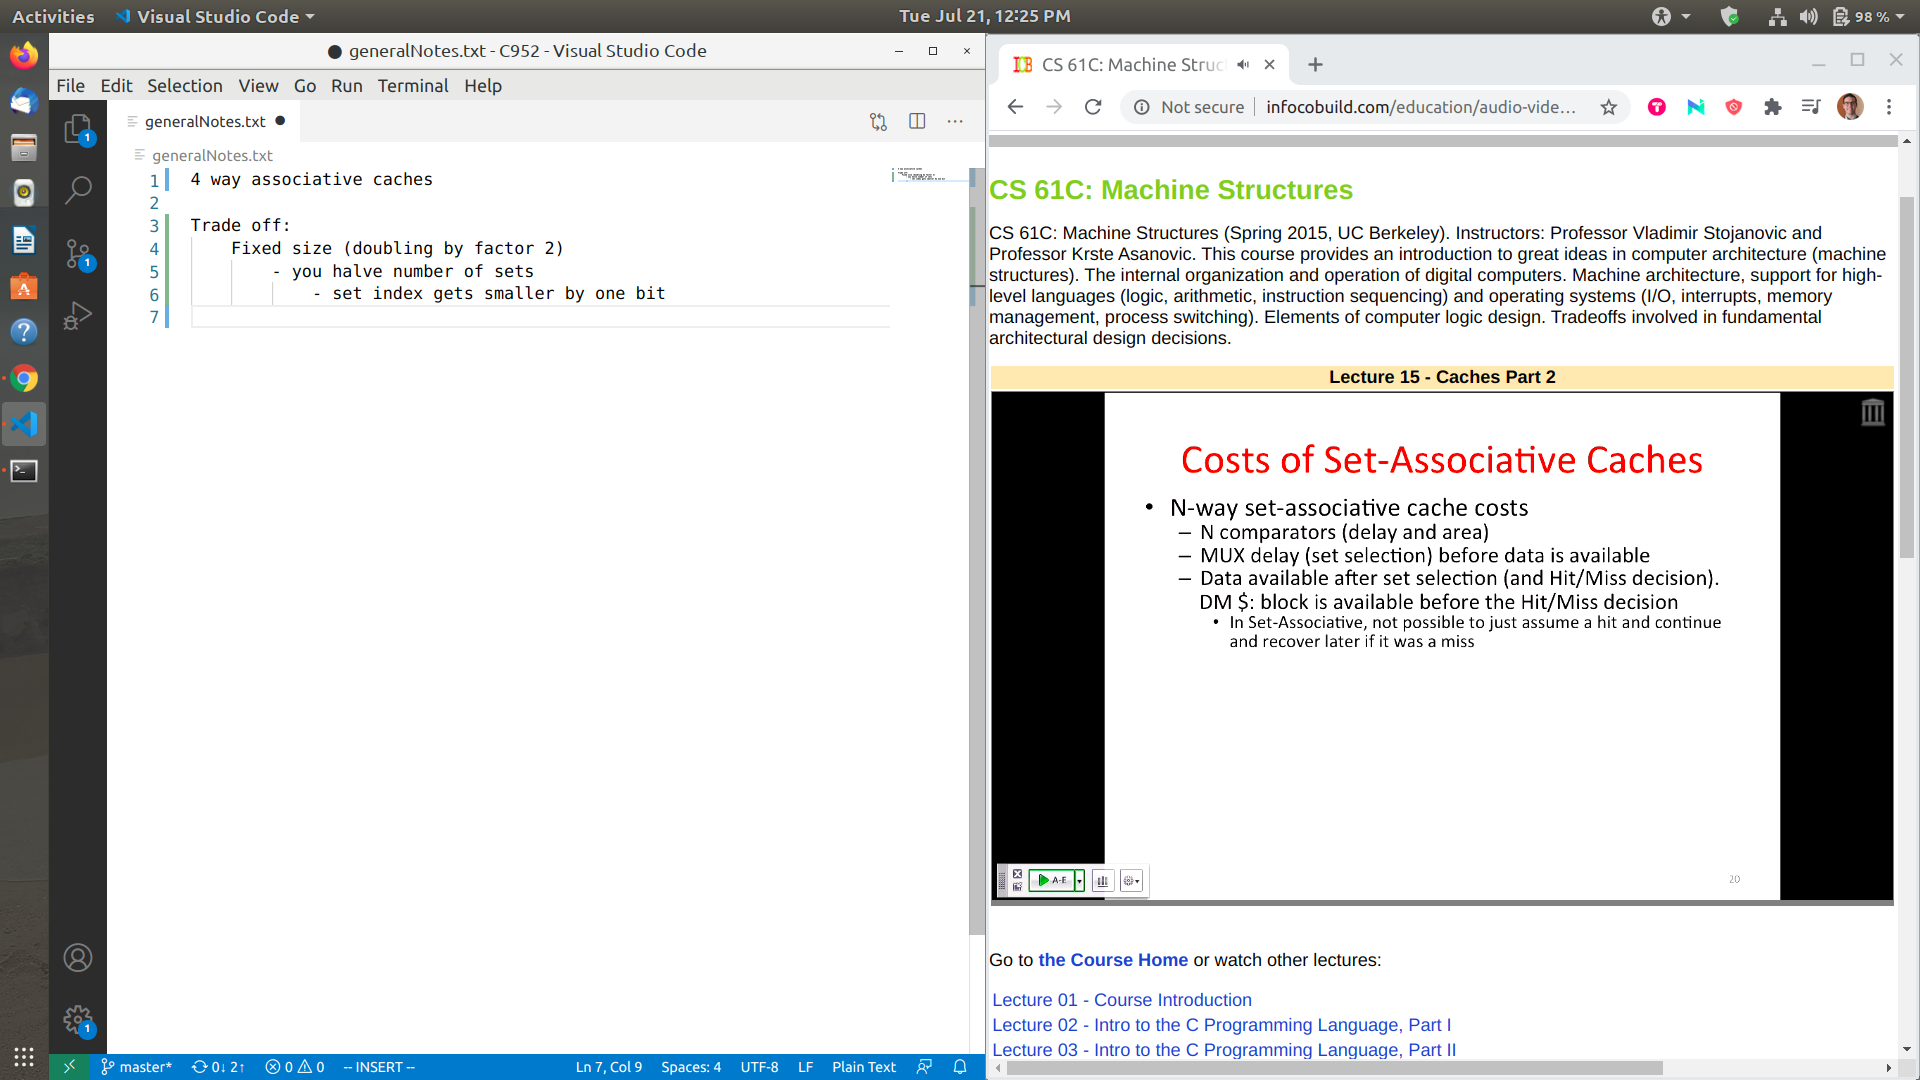 Activities
Visual Studio Code
Tue Jul 21, 12:25 PM
98 %
generalNotes.txt - C952 - Visual Studio Code
File Edit Selection View Go Run Terminal Help
generalNotes.txt
generalNotes.txt
1 4 way associative caches
2
3 Trade off:
4 Fixed size (doubling by factor 2)
5 - you halve number of sets
6 - set index gets smaller by one bit
7
1
1
1
master* 0↓ 2↑ 0 0 -- INSERT -- Ln 7, Col 9 Spaces: 4 UTF-8 LF Plain Text
CS 61C: Machine Struc
Not secure infocobuild.com/education/audio-vide...
CS 61C: Machine Structures
CS 61C: Machine Structures (Spring 2015, UC Berkeley). Instructors: Professor Vladimir Stojanovic and
Professor Krste Asanovic. This course provides an introduction to great ideas in computer architecture (machine
structures). The internal organization and operation of digital computers. Machine architecture, support for high-
level languages (logic, arithmetic, instruction sequencing) and operating systems (I/O, interrupts, memory
management, process switching). Elements of computer logic design. Tradeoffs involved in fundamental
architectural design decisions.
Lecture 15 - Caches Part 2
Costs of Set-Associative Caches
• N-way set-associative cache costs
– N comparators (delay and area)
– MUX delay (set selection) before data is available
– Data available after set selection (and Hit/Miss decision).
DM $: block is available before the Hit/Miss decision
• In Set-Associative, not possible to just assume a hit and continue
and recover later if it was a miss
A-E
20
Go to the Course Home or watch other lectures:
Lecture 01 - Course Introduction
Lecture 02 - Intro to the C Programming Language, Part I
Lecture 03 - Intro to the C Programming Language, Part II